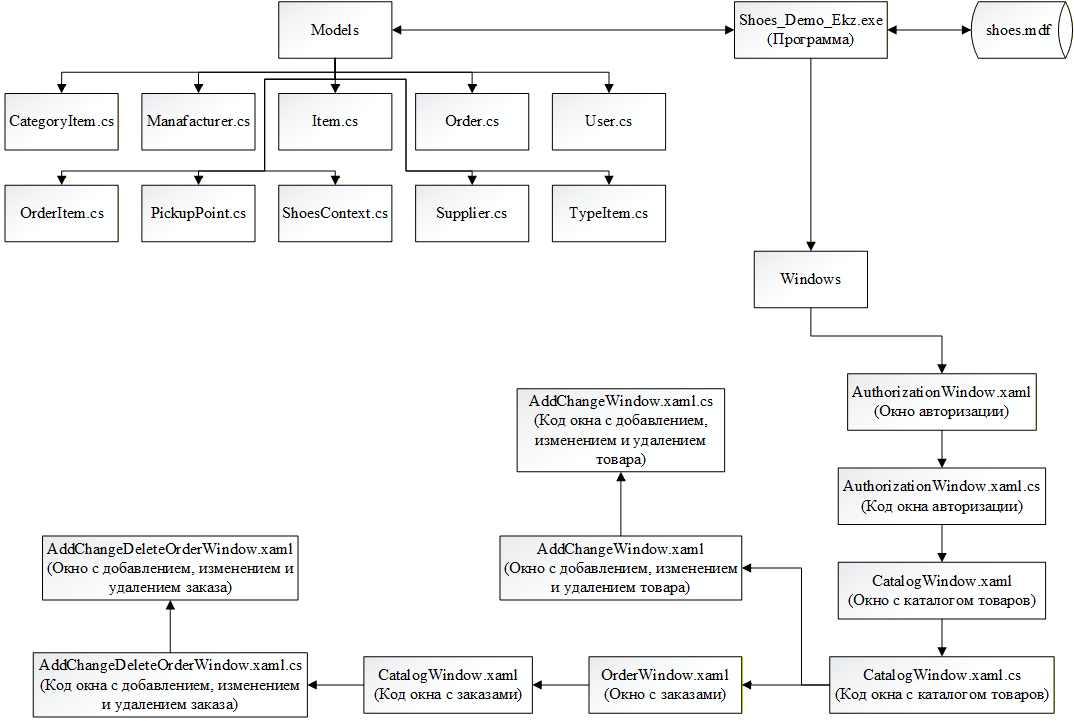 Models
Shoes_Demo_Ekz.exe
(Программа)
shoes.mdf
CategoryItem.cs
Manafacturer.cs
Item.cs
Order.cs
User.cs
OrderItem.cs
PickupPoint.cs
ShoesContext.cs
Supplier.cs
TypeItem.cs
Windows
AuthorizationWindow.xaml
(Окно авторизации)
AddChangeWindow.xaml.cs
(Код окна с добавлением,
изменением и удалением
товара)
AuthorizationWindow.xaml.cs
(Код окна авторизации)
AddChangeDeleteOrderWindow.xaml
(Окно с добавлением, изменением и
удалением заказа)
AddChangeWindow.xaml
(Окно с добавлением, изменением
и удалением товара)
CatalogWindow.xaml
(Окно с каталогом товаров)
AddChangeDeleteOrderWindow.xaml.cs
(Код окна с добавлением, изменением
и удалением заказа)
CatalogWindow.xaml
(Код окна с заказами)
OrderWindow.xaml
(Окно с заказами)
CatalogWindow.xaml.cs
(Код окна с каталогом товаров)